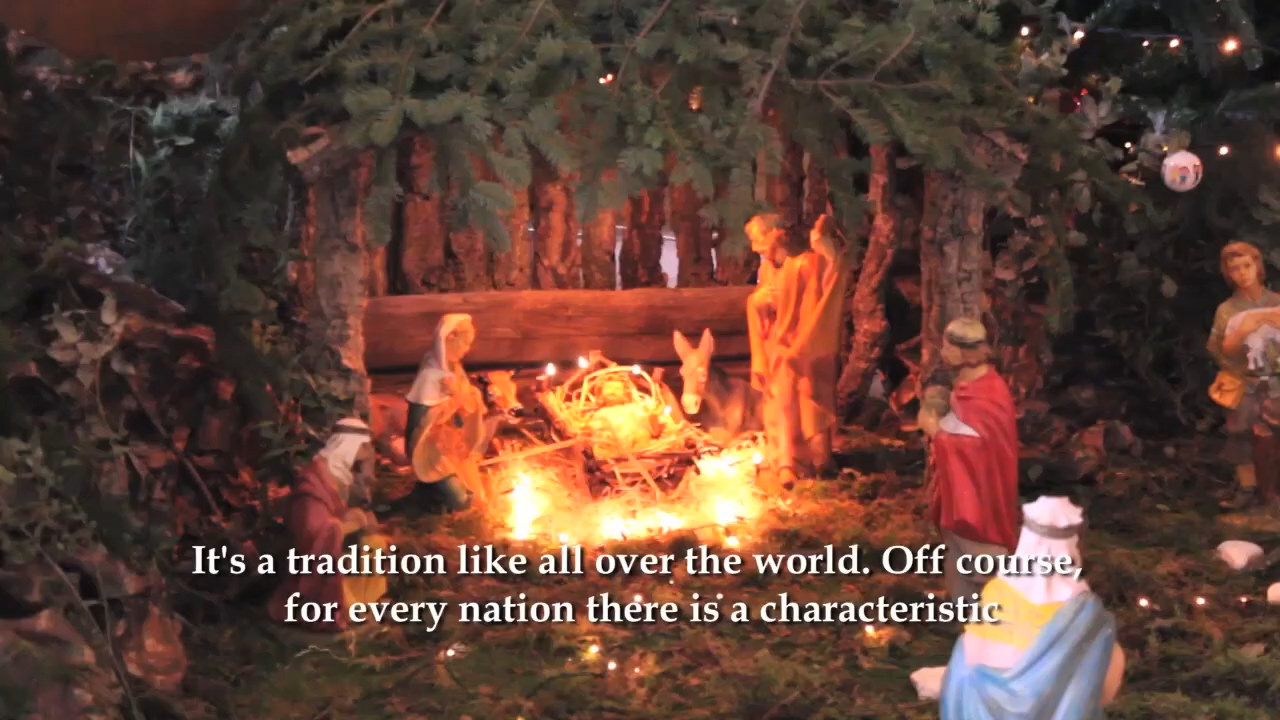 It's a tradition like all over the world. Off course,
for every nation there is a characteristic